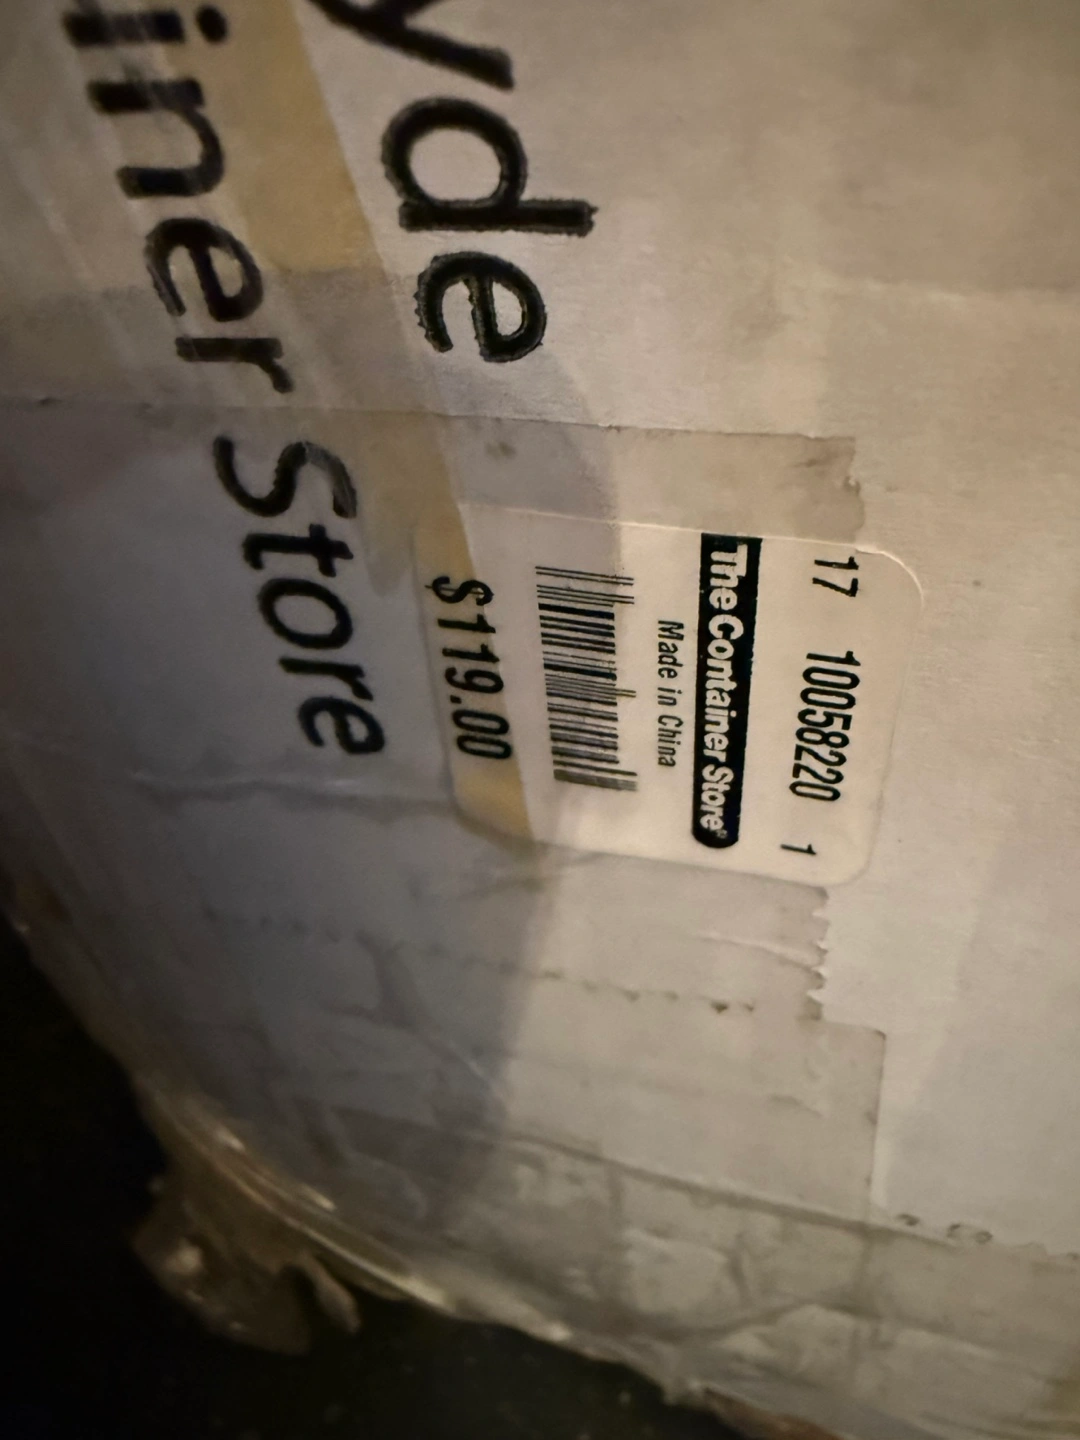 yde
iner Store
17 10058220 1
The Container Store®
Made in China
$119.00